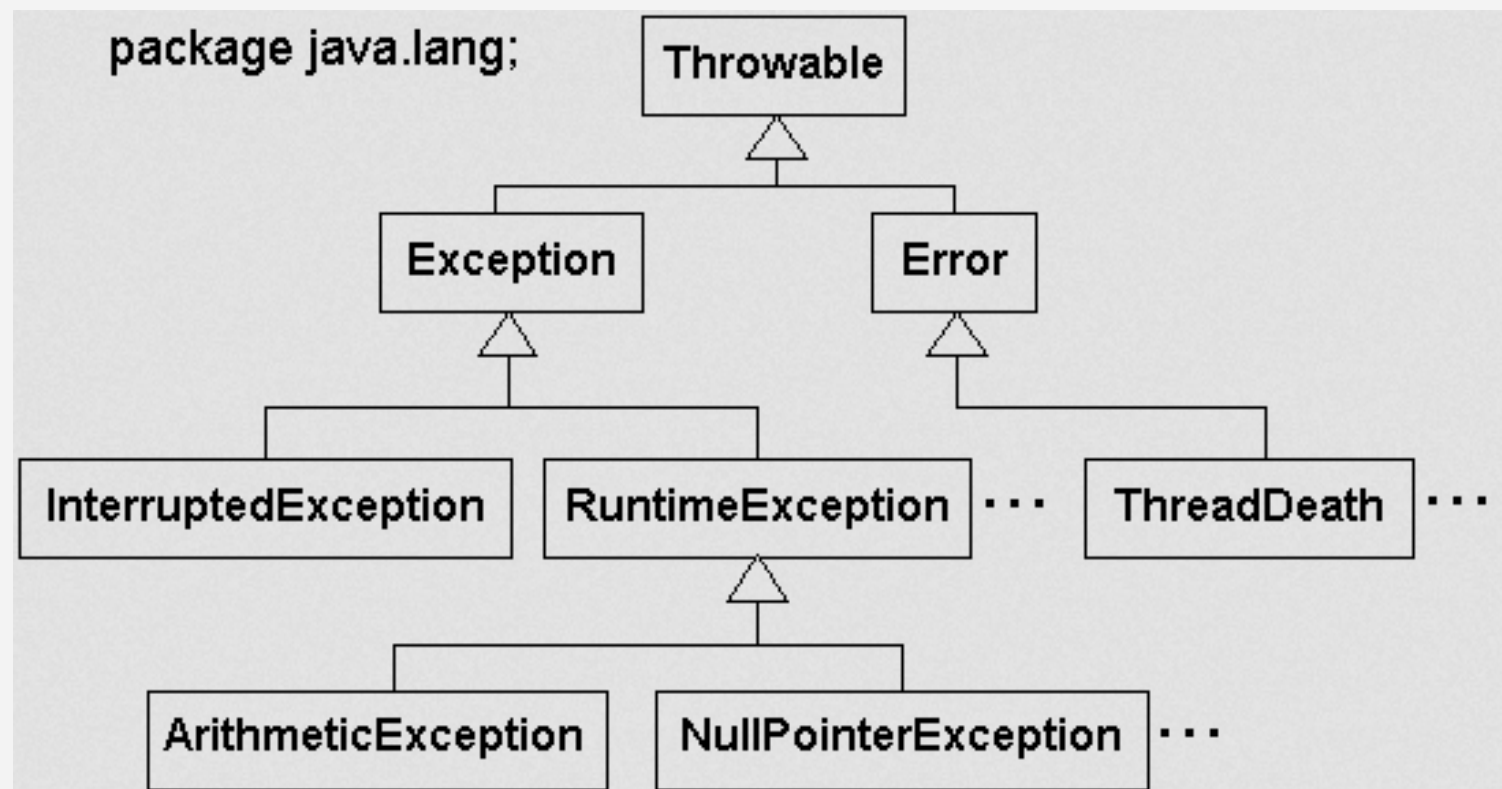 package java.lang;
Throwable
Exception
Error
InterruptedException
RuntimeException ...
ThreadDeath ...
ArithmeticException
NullPointerException ...